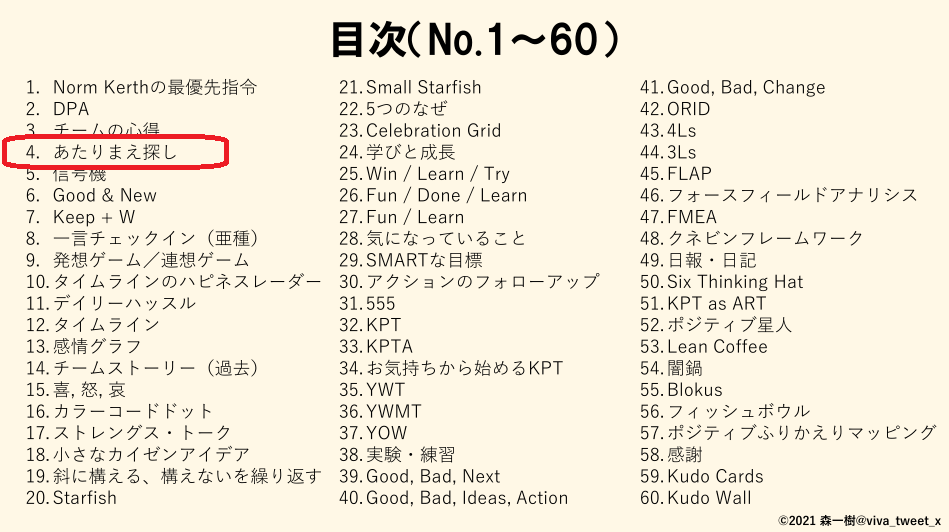 目次(No.1～60)
1. Norm Kerthの最優先指令
2. DPA
3. チームの心得
4. あたりまえ探し
5. 信号機
6. Good & New
7. Keep + W
8. 一言チェックイン（亜種）
9. 発想ゲーム／連想ゲーム
10. タイムラインのハピネスレーダー
11. デイリーハッスル
12. タイムライン
13. 感情グラフ
14. チームストーリー（過去）
15. 喜, 怒, 哀
16. カラーコードドット
17. ストレングス・トーク
18. 小さなカイゼンアイデア
19. 斜に構える、構えないを繰り返す
20. Starfish
21. Small Starfish
22. 5つのなぜ
23. Celebration Grid
24. 学びと成長
25. Win / Learn / Try
26. Fun / Done / Learn
27. Fun / Learn
28. 気になっていること
29. SMARTな目標
30. アクションのフォローアップ
31. 555
32. KPT
33. KPTA
34. お気持ちから始めるKPT
35. YWT
36. YWMT
37. YOW
38. 実験・練習
39. Good, Bad, Next
40. Good, Bad, Ideas, Action
41. Good, Bad, Change
42. ORID
43. 4Ls
44. 3Ls
45. FLAP
46. フォースフィールドアナリシス
47. FMEA
48. クネビンフレームワーク
49. 日報・日記
50. Six Thinking Hat
51. KPT as ART
52. ポジティブ星人
53. Lean Coffee
54. 闇鍋
55. Blokus
56. フィッシュボウル
57. ポジティブふりかえりマッピング
58. 感謝
59. Kudo Cards
60. Kudo Wall
©2021 森一樹@viva_tweet_x